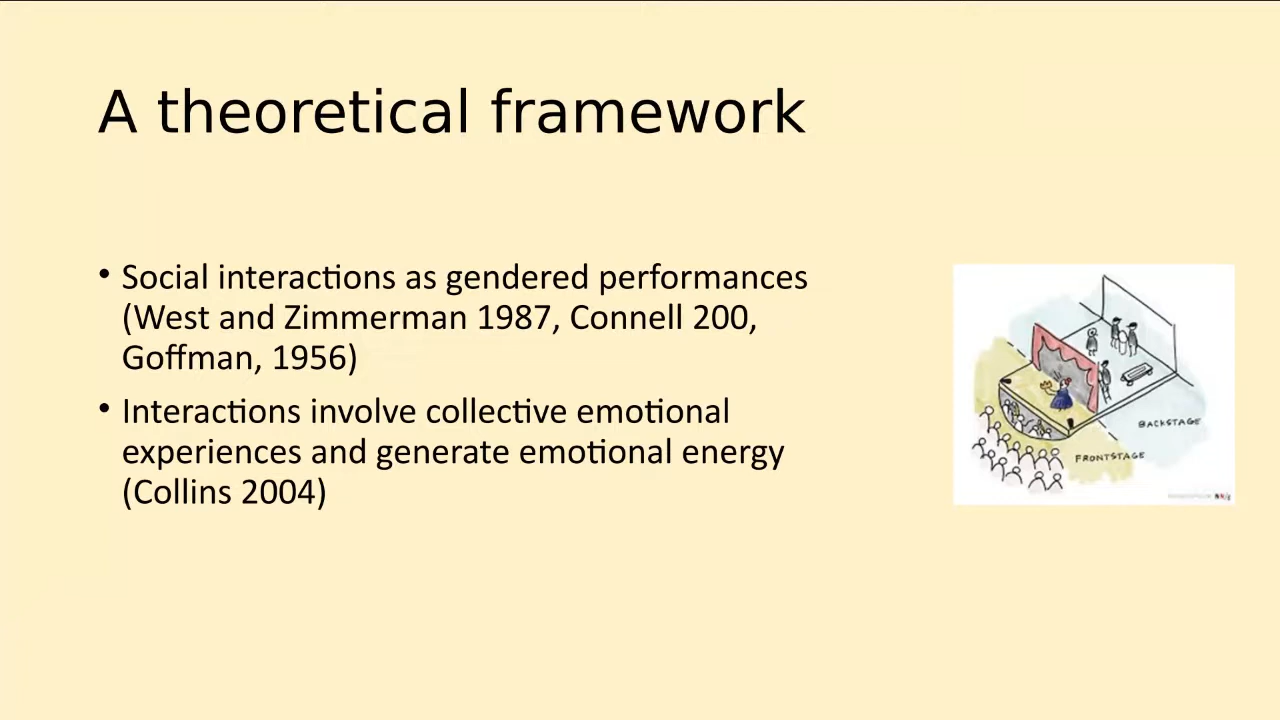 A theoretical framework
• Social interactions as gendered performances
(West and Zimmerman 1987, Connell 200,
Goffman, 1956)
• Interactions involve collective emotional
experiences and generate emotional energy
(Collins 2004)
BACKSTAGE
FRONTSTAGE